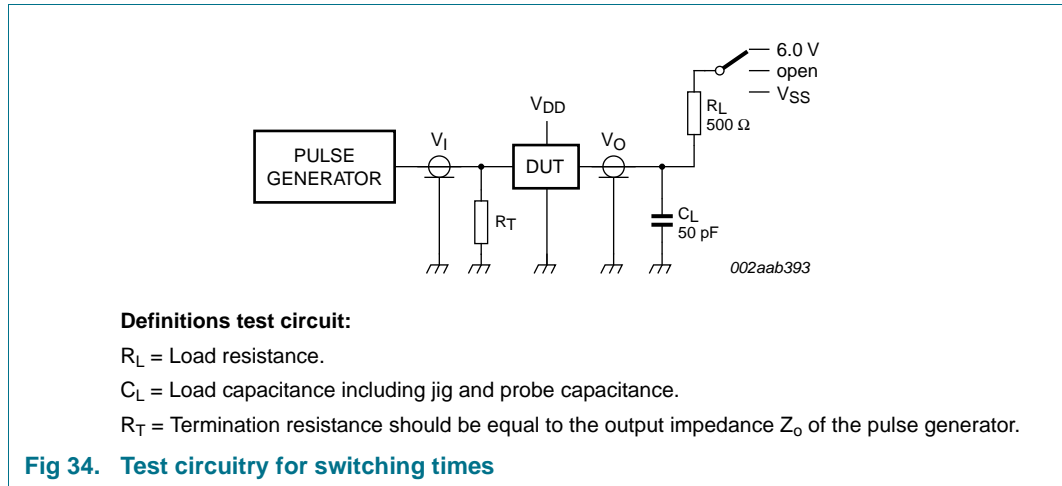 6.0 V
open
VSS
RL
500 Ω
VDD
VI
VO
PULSE
GENERATOR
DUT
RT
CL
50 pF
002aab393
Definitions test circuit:
RL = Load resistance.
CL = Load capacitance including jig and probe capacitance.
RT = Termination resistance should be equal to the output impedance Zo of the pulse generator.
Fig 34. Test circuitry for switching times